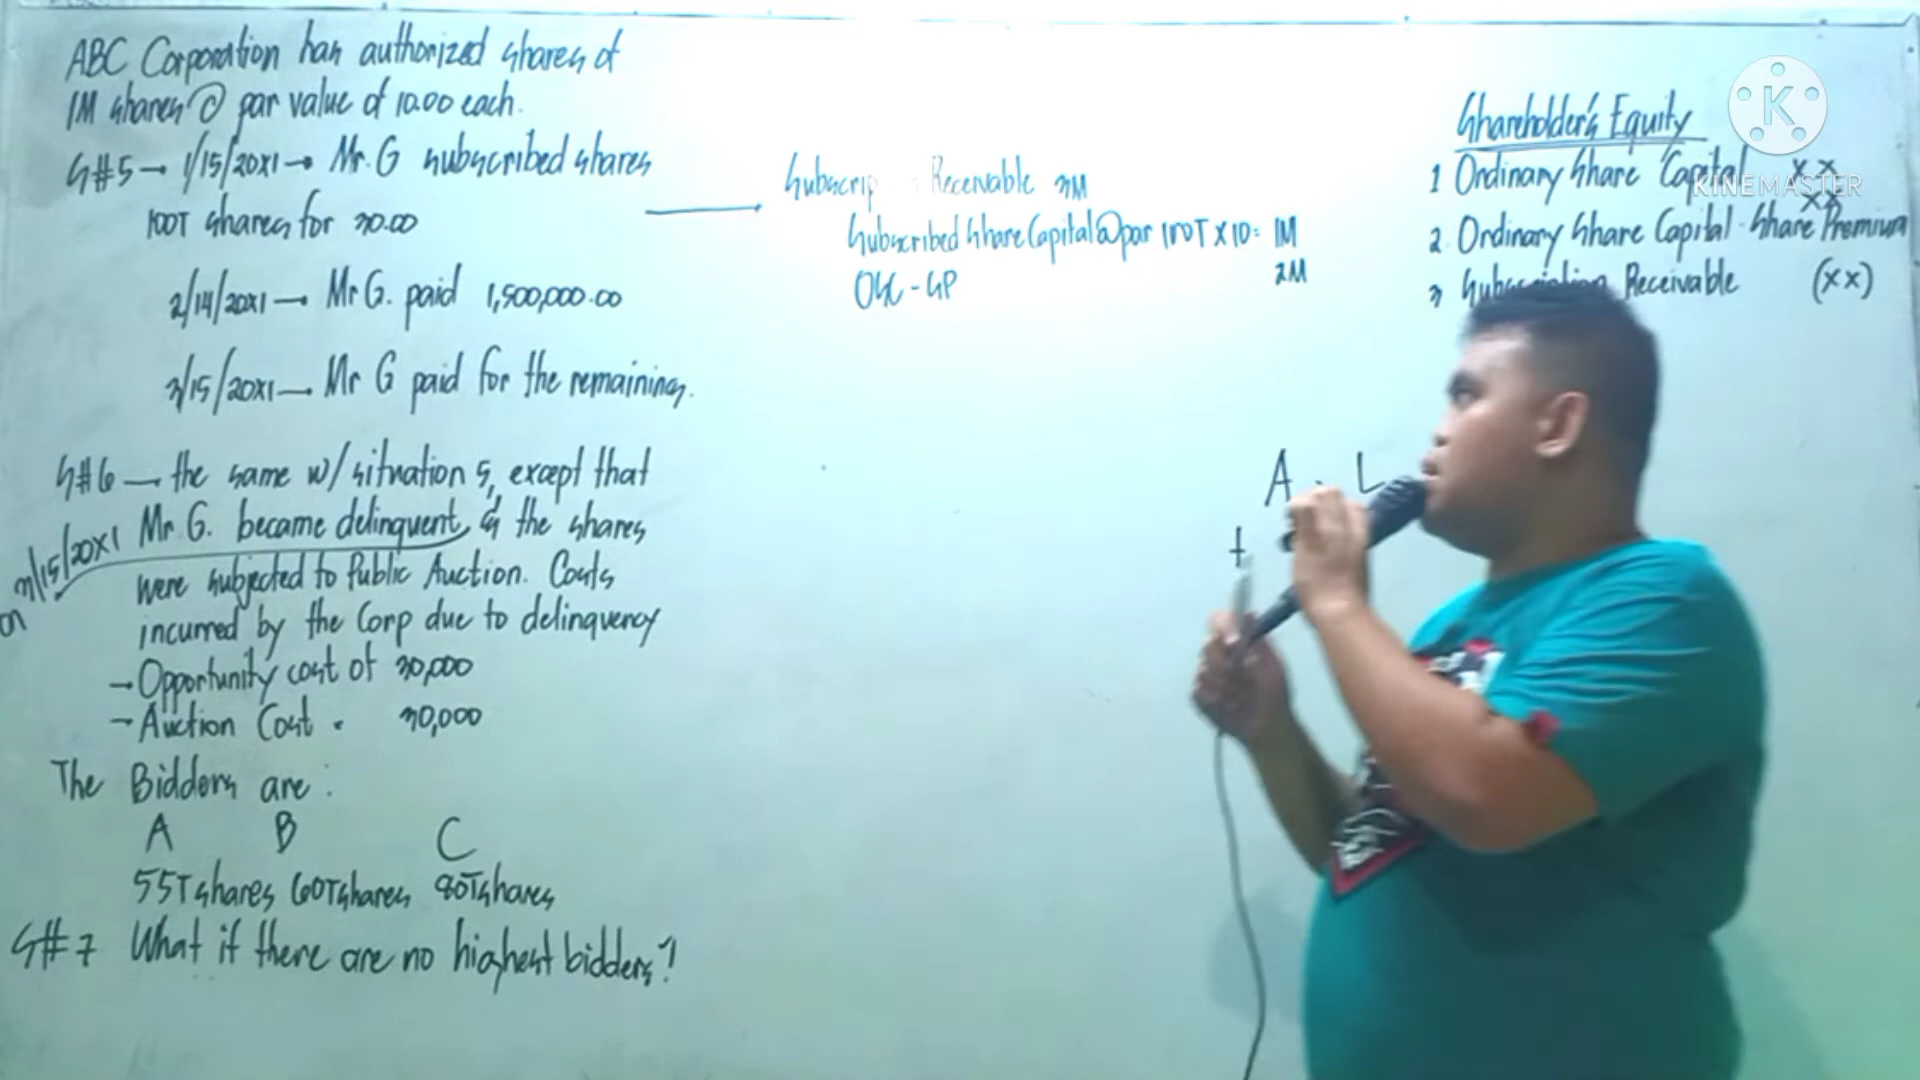 ABC Corporation has authorized shares of
1M shares @ par value of 10.00 each.
S#5 → 1/15/20X1 → Mr. G subscribed shares
100T shares for 30.00
2/14/20X1 → Mr G. paid 1,500,000.00
3/15/20X1 → Mr G paid for the remaining.
S#6 – the same w/ situation 5, except that
Mr G. became delinquent, & the shares
on 3/15/20X1
were subjected to Public Auction. Costs
incurred by the Corp due to delinquency
– Opportunity cost of 30,000
– Auction Cost = 30,000
The Bidders are :
A B C
55T shares 60T shares 80T shares
S#7 What if there are no highest bidders?
Receivable 3M
Subscribed Share Capital @ par 100T X 10 = 1M
OSC - SP 2M
Shareholder's Equity
1 Ordinary Share Capital xx
2. Ordinary Share Capital - Share Premium xx
3 Receivable (xx)
A - L
+
K
KINEMASTER